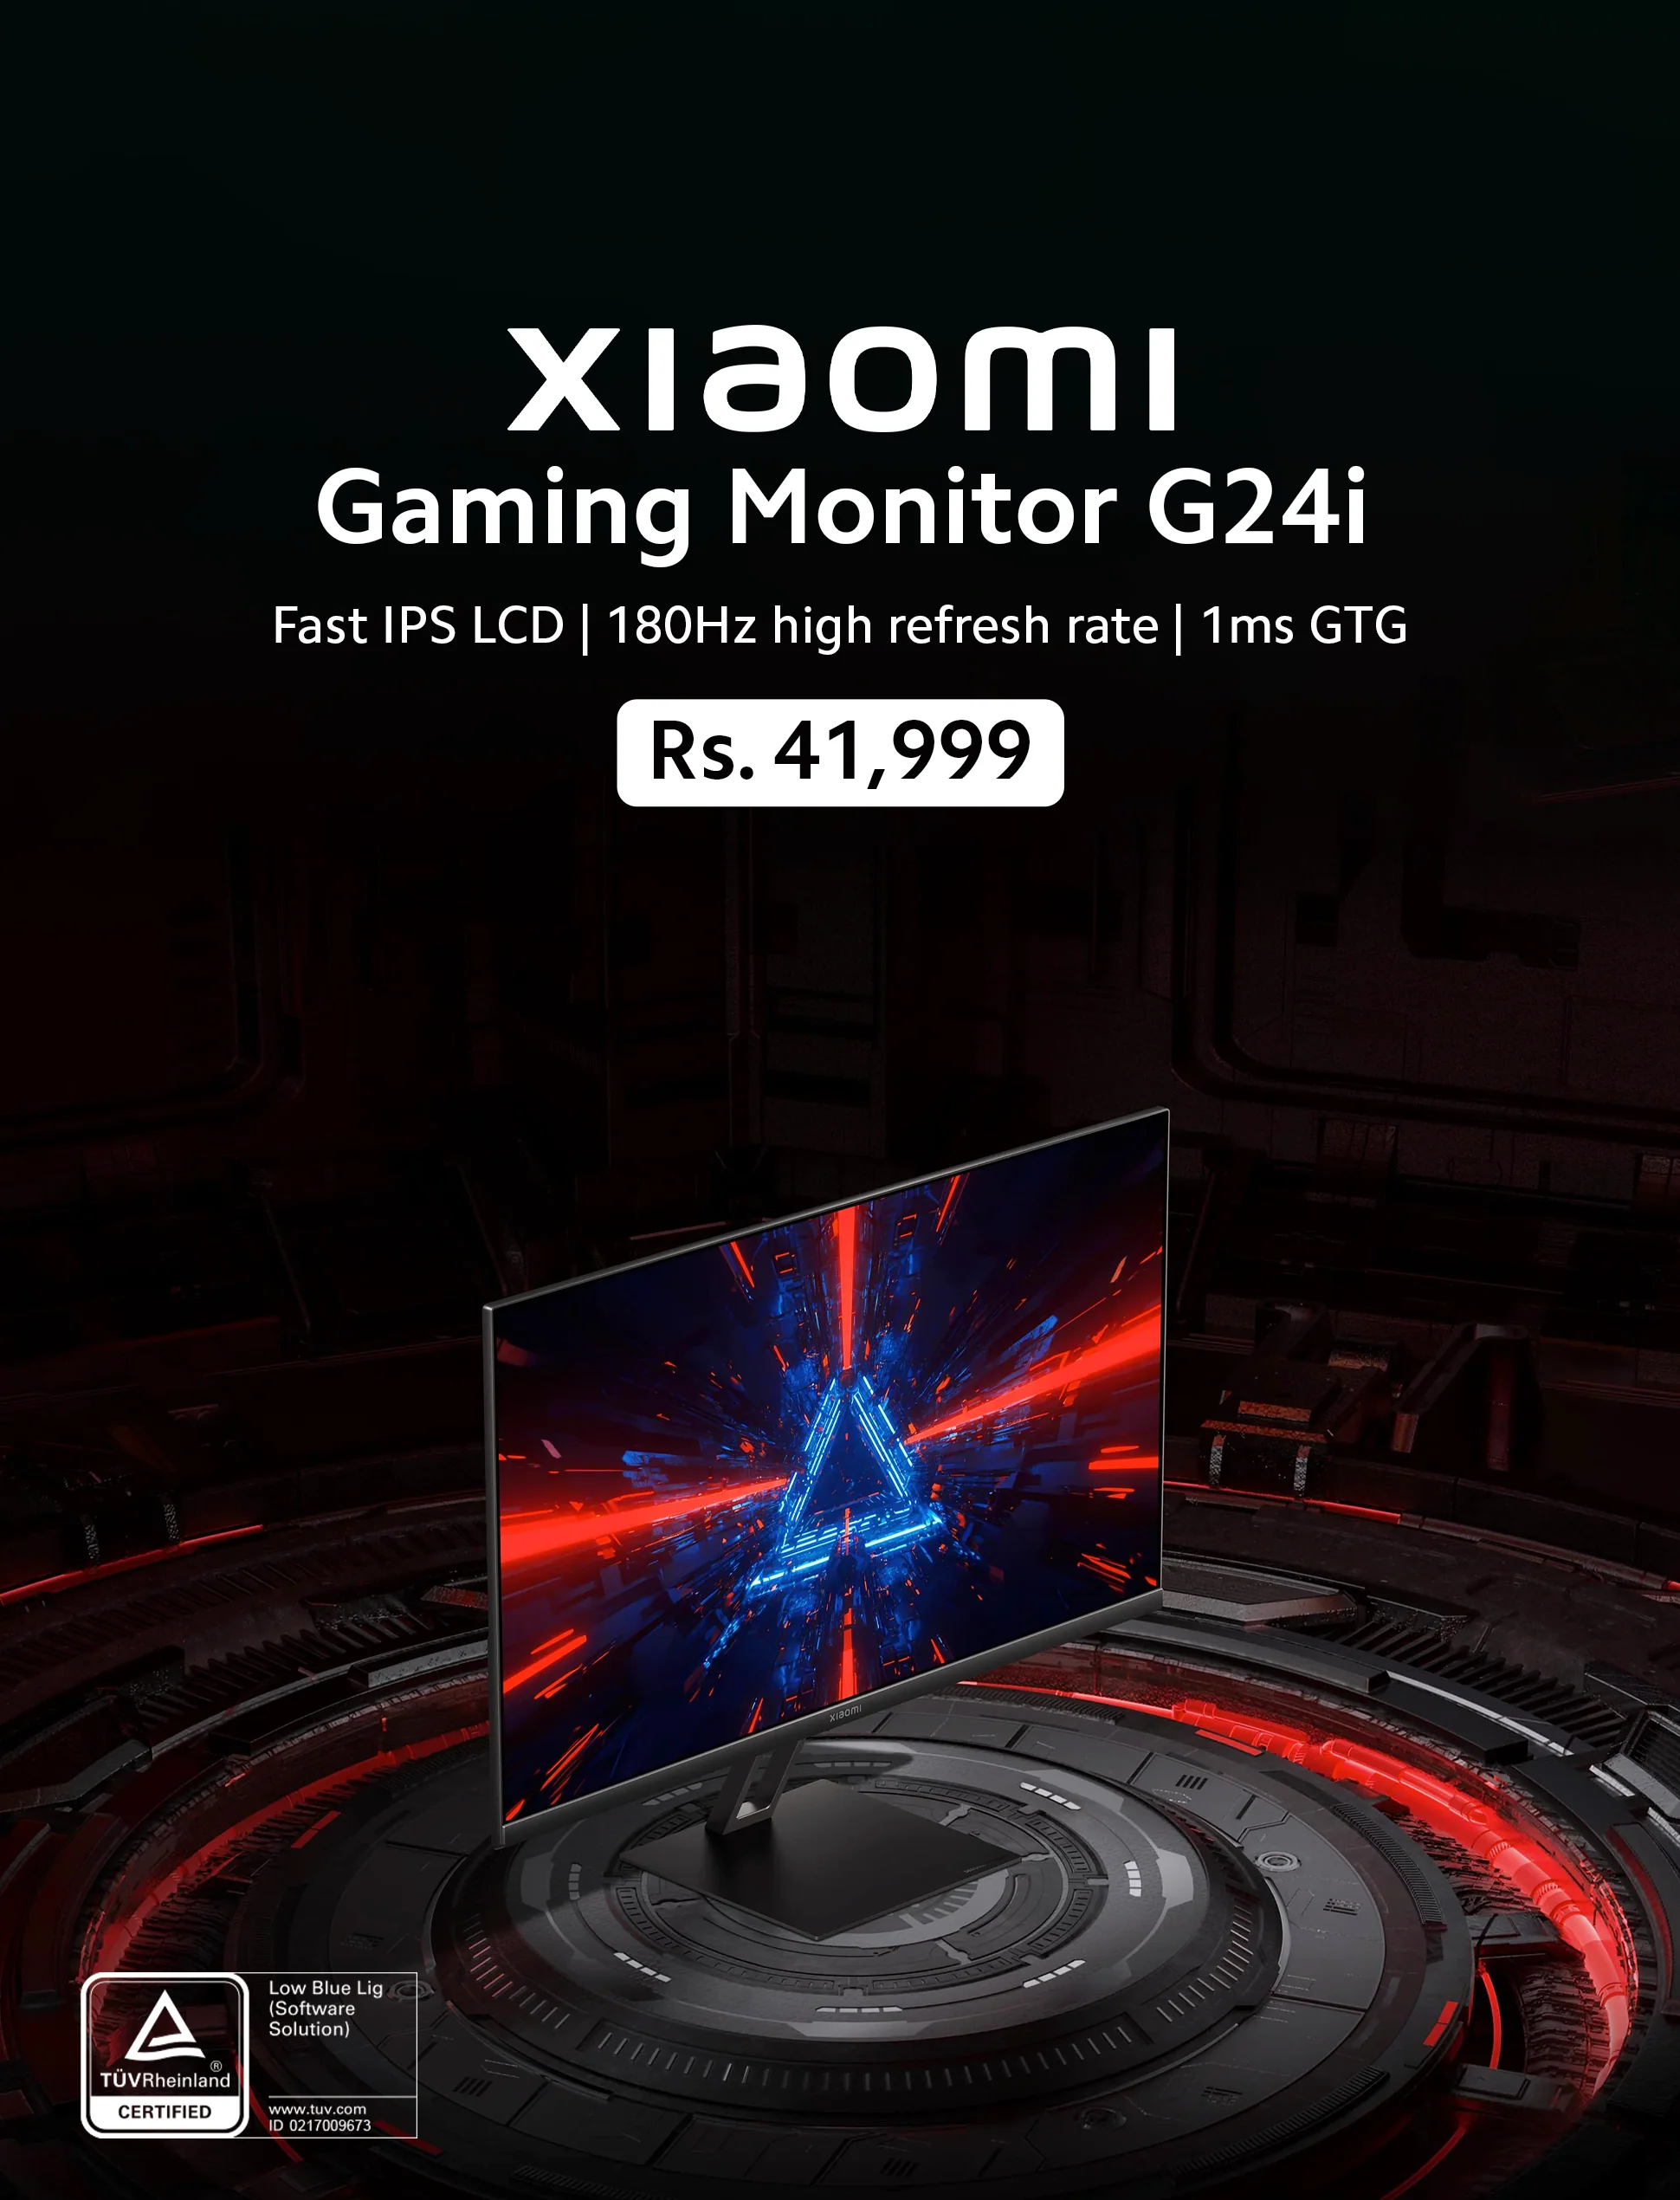 xiaomi
Gaming Monitor G24i
Fast IPS LCD | 180Hz high refresh rate | 1ms GTG
Rs. 41,999
xiaomi
Low Blue Lig
(Software
Solution)
®
TÜVRheinland
CERTIFIED
www.tuv.com
ID 0217009673